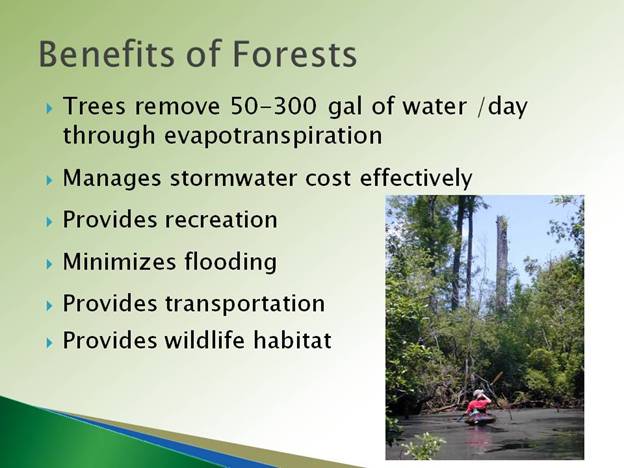 Benefits of Forests
Trees remove 50-300 gal of water /day
through evapotranspiration
Manages stormwater cost effectively
Provides recreation
Minimizes flooding
Provides transportation
Provides wildlife habitat